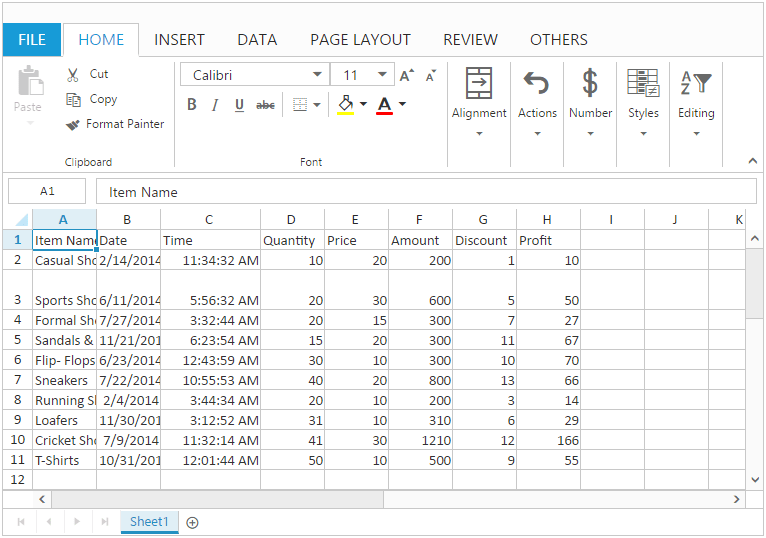 FILE HOME INSERT DATA PAGE LAYOUT REVIEW OTHERS
Paste
Cut
Copy
Format Painter
Clipboard
Calibri 11 A A
B I U abc A
Font
Alignment
Actions
$
Number
Styles
A Z
Editing
A1 Item Name
A B C D E F G H I J K
1 Item Name Date Time Quantity Price Amount Discount Profit
2 Casual Sho 2/14/2014 11:34:32 AM 10 20 200 1 10
3 Sports Sho 6/11/2014 5:56:32 AM 20 30 600 5 50
4 Formal Sho 7/27/2014 3:32:44 AM 20 15 300 7 27
5 Sandals & 11/21/201 6:23:54 AM 15 20 300 11 67
6 Flip- Flops 6/23/2014 12:43:59 AM 30 10 300 10 70
7 Sneakers 7/22/2014 10:55:53 AM 40 20 800 13 66
8 Running Sh 2/4/2014 3:44:34 AM 20 10 200 3 14
9 Loafers 11/30/201 3:12:52 AM 31 10 310 6 29
10 Cricket Sho 7/9/2014 11:32:14 AM 41 30 1210 12 166
11 T-Shirts 10/31/201 12:01:44 AM 50 10 500 9 55
12
Sheet1